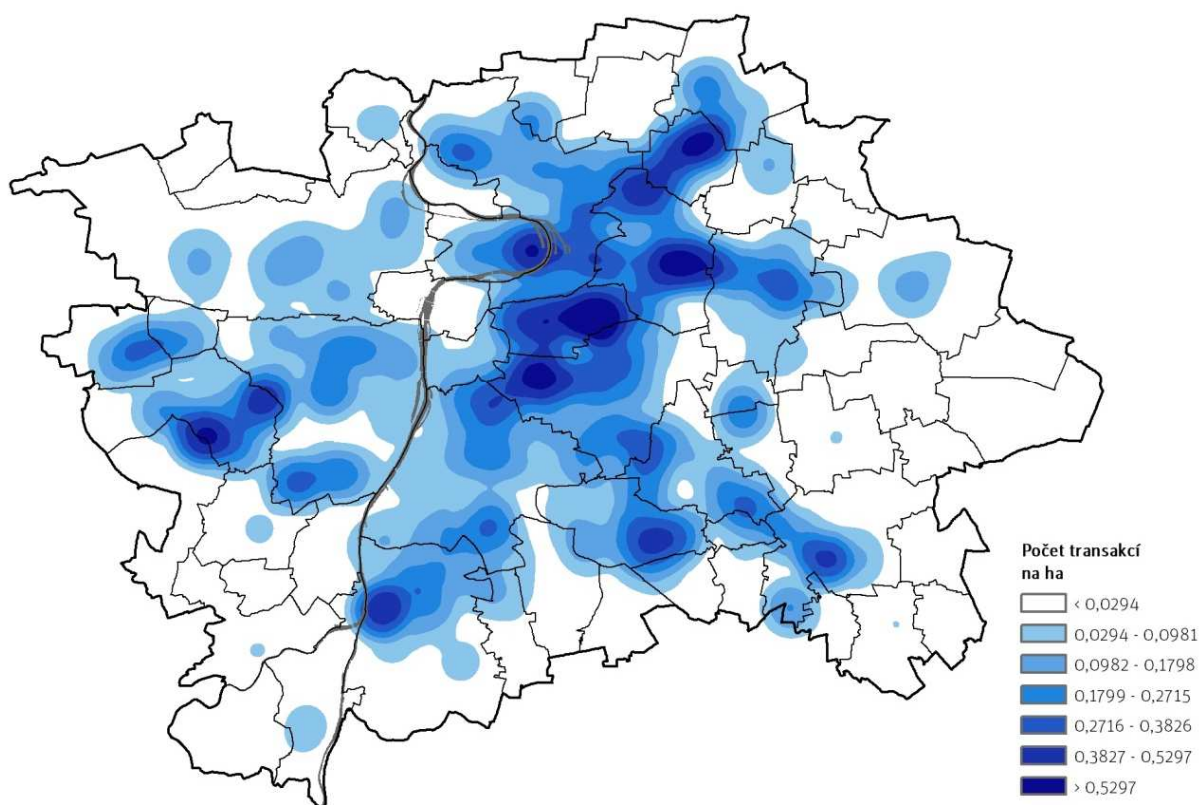 Počet transakcí
na ha
< 0,0294
0,0294 - 0,0981
0,0982 - 0,1798
0,1799 - 0,2715
0,2716 - 0,3826
0,3827 - 0,5297
> 0,5297